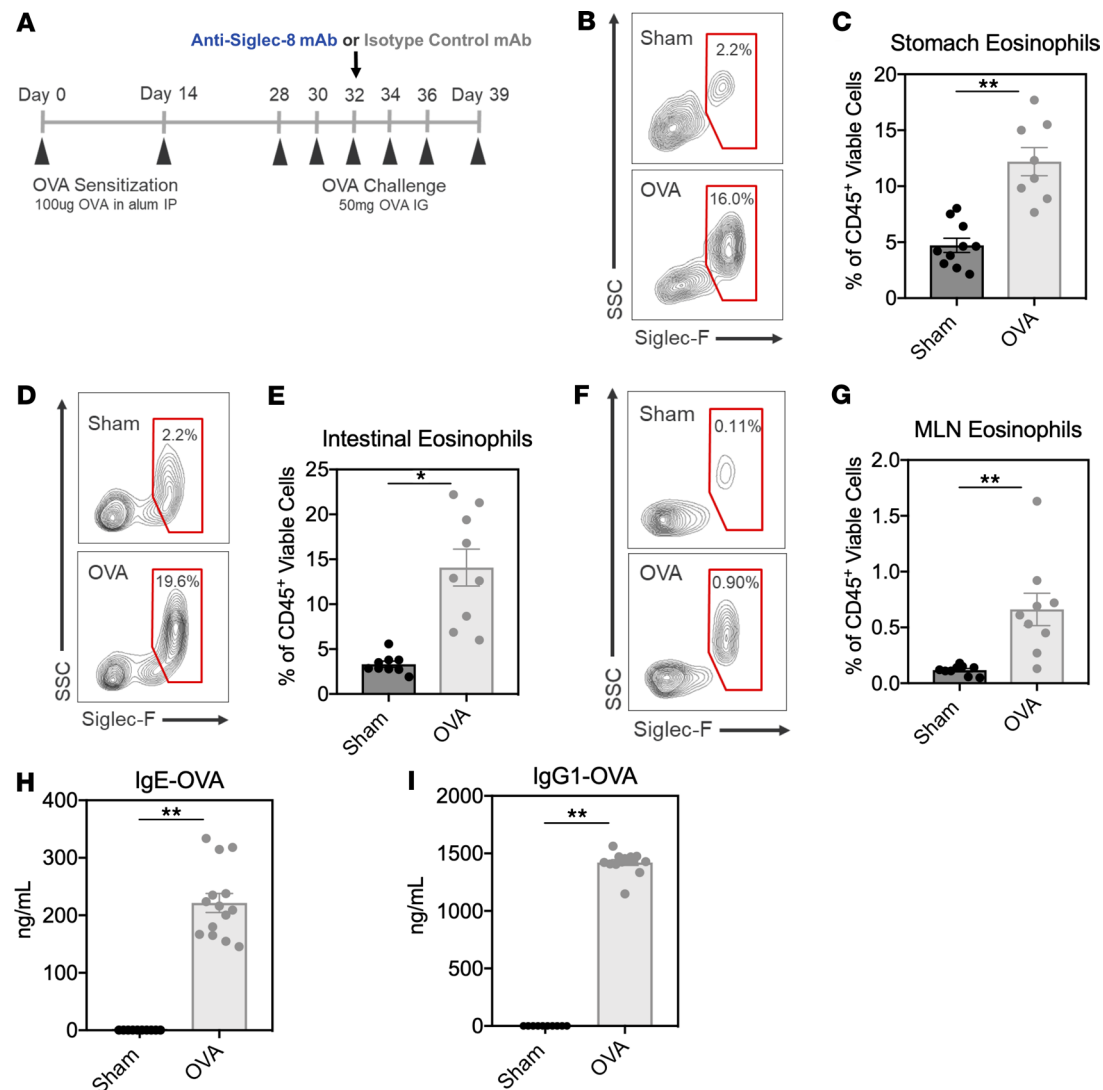 A
Anti-Siglec-8 mAb or Isotype Control mAb
Day 0 Day 14 28 30 32 34 36 Day 39
OVA Sensitization
100ug OVA in alum IP
OVA Challenge
50mg OVA IG
B
Sham
2.2%
OVA
16.0%
SSC
Siglec-F
C
Stomach Eosinophils
% of CD45⁺ Viable Cells
20
15
10
5
0
**
Sham
OVA
D
Sham
2.2%
OVA
19.6%
SSC
Siglec-F
E
Intestinal Eosinophils
% of CD45⁺ Viable Cells
25
20
15
10
5
0
*
Sham
OVA
F
Sham
0.11%
OVA
0.90%
SSC
Siglec-F
G
MLN Eosinophils
% of CD45⁺ Viable Cells
2.0
1.5
1.0
0.5
0.0
**
Sham
OVA
H
IgE-OVA
ng/mL
400
300
200
100
0
**
Sham
OVA
I
IgG1-OVA
ng/mL
2000
1500
1000
500
0
**
Sham
OVA